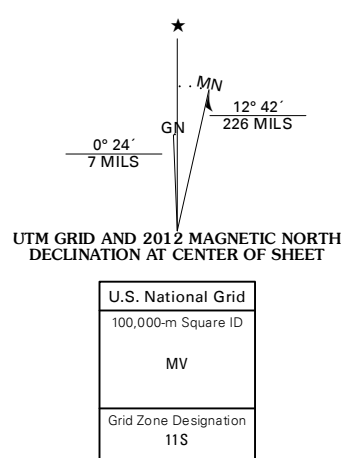 ★
MN
GN
12° 42´
226 MILS
0° 24´
7 MILS
UTM GRID AND 2012 MAGNETIC NORTH
DECLINATION AT CENTER OF SHEET
U.S. National Grid
100,000-m Square ID
MV
Grid Zone Designation
11S